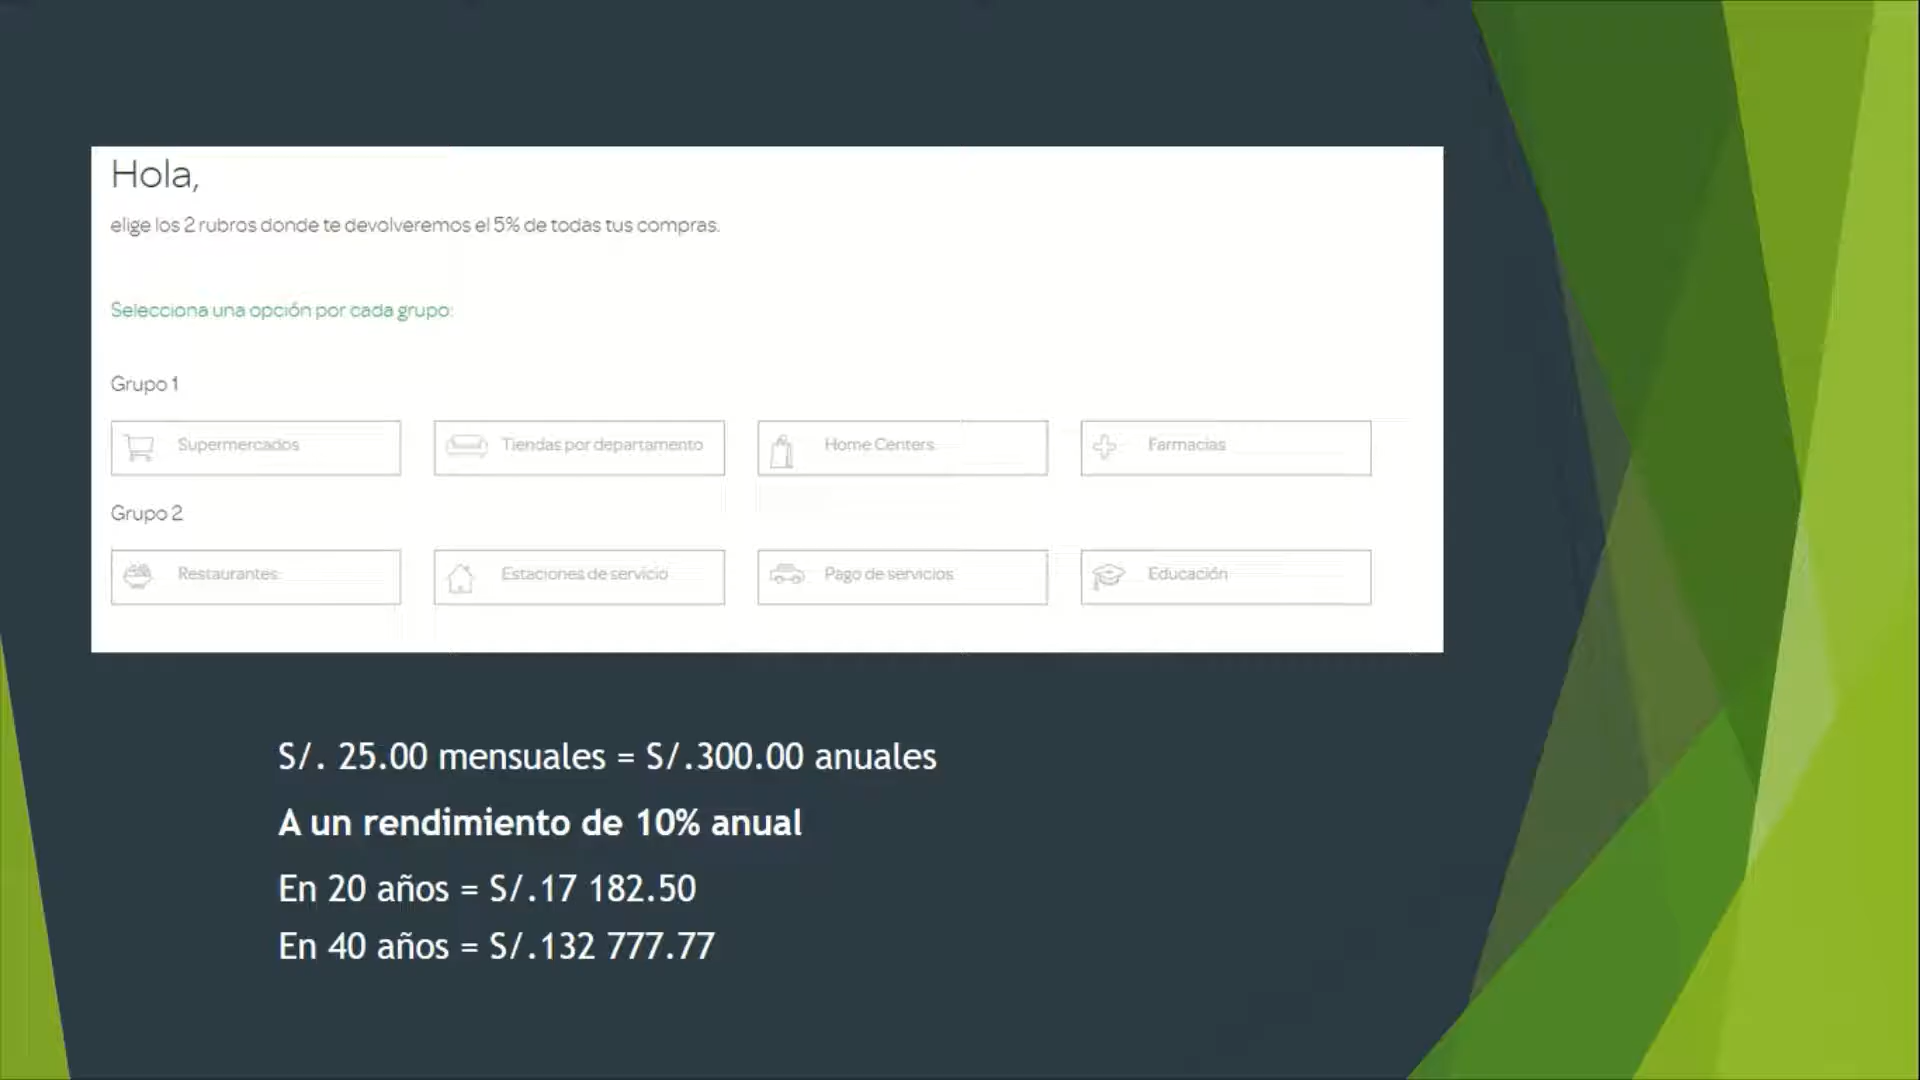 Hola,
elige los 2 rubros donde te devolveremos el 5% de todas tus compras.
Selecciona una opción por cada grupo:
Grupo 1
Supermercados Tiendas por departamento Home Centers Farmacias
Grupo 2
Restaurantes Estaciones de servicio Pago de servicios Educación
S/. 25.00 mensuales = S/.300.00 anuales
A un rendimiento de 10% anual
En 20 años = S/.17 182.50
En 40 años = S/.132 777.77